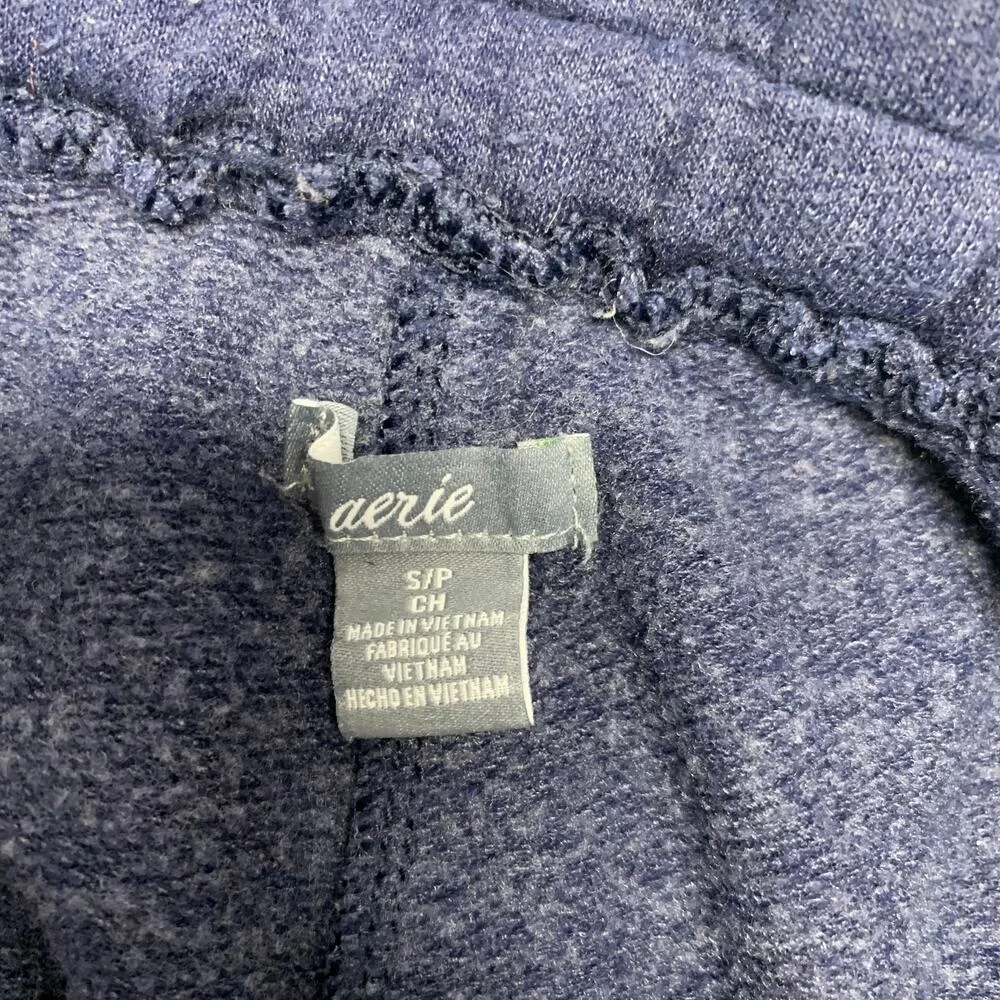 aerie
S/P
CH
MADE IN VIETNAM
FABRIQUÉ AU
VIETNAM
HECHO EN VIETNAM